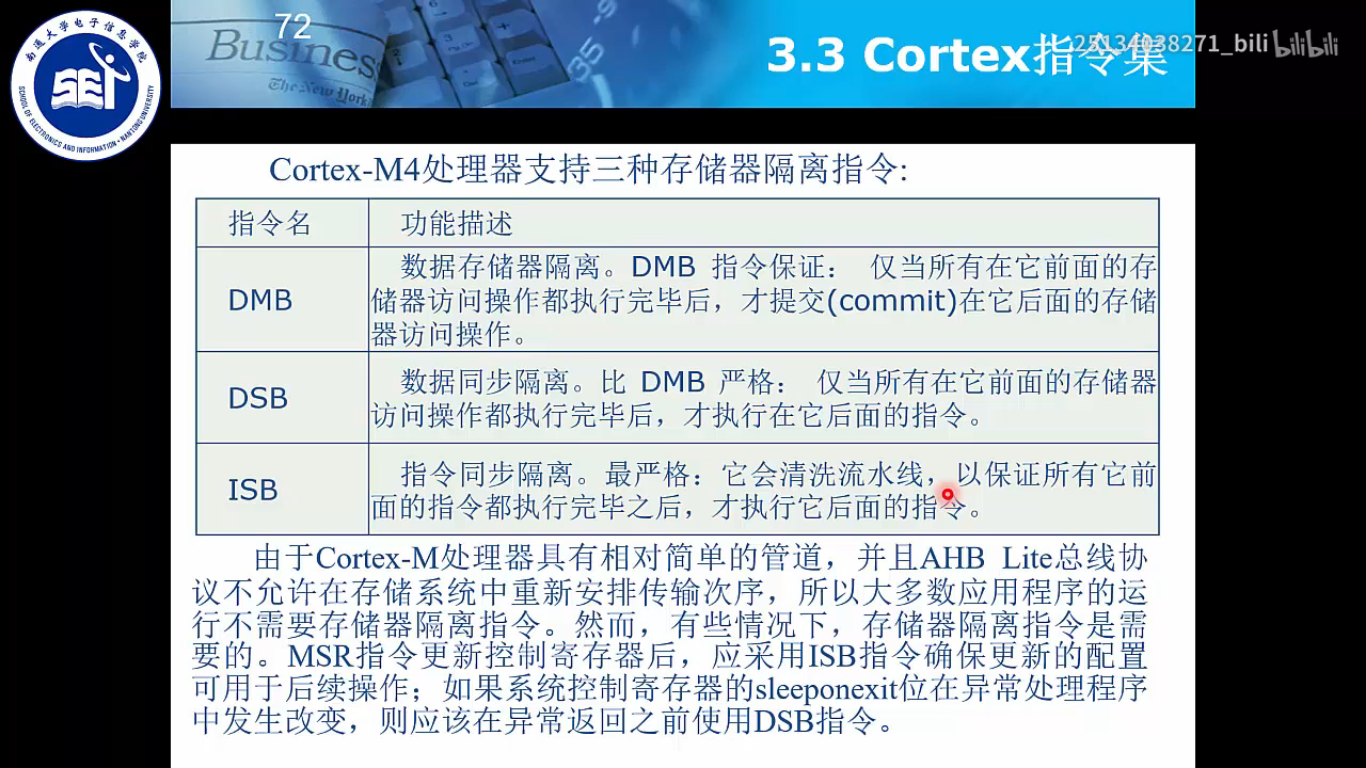 72
Business
The New York
3.3 Cortex指令集
bilibili
南通大学电子信息学院
SEI
SCHOOL OF ELECTRONICS AND INFORMATION·NANTONG UNIVERSITY
Cortex-M4处理器支持三种存储器隔离指令:
指令名 功能描述
DMB
数据存储器隔离。DMB 指令保证： 仅当所有在它前面的存
储器访问操作都执行完毕后，才提交(commit)在它后面的存储
器访问操作。
DSB
数据同步隔离。比 DMB 严格： 仅当所有在它前面的存储器
访问操作都执行完毕后，才执行在它后面的指令。
ISB
指令同步隔离。最严格：它会清洗流水线，以保证所有它前
面的指令都执行完毕之后，才执行它后面的指令。
由于Cortex-M处理器具有相对简单的管道，并且AHB Lite总线协
议不允许在存储系统中重新安排传输次序，所以大多数应用程序的运
行不需要存储器隔离指令。然而，有些情况下，存储器隔离指令是需
要的。MSR指令更新控制寄存器后，应采用ISB指令确保更新的配置
可用于后续操作；如果系统控制寄存器的sleeponexit位在异常处理程序
中发生改变，则应该在异常返回之前使用DSB指令。